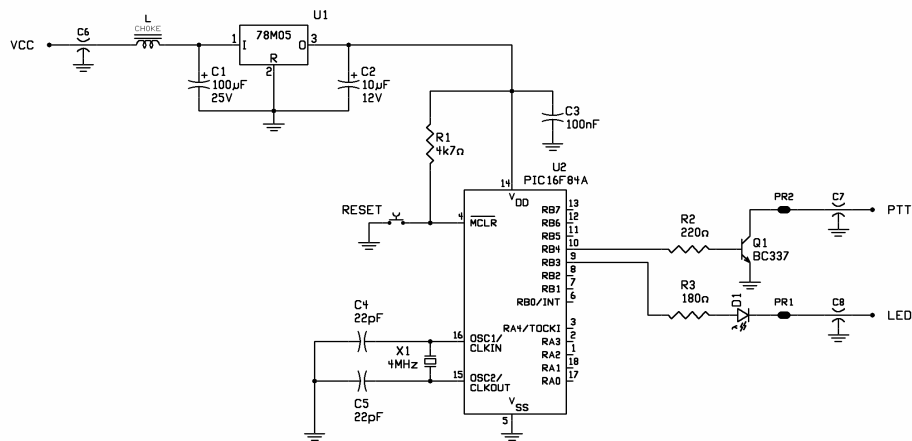 L
CHOKE
U1
C6
VCC
1
I
78M05
O
3
R
2
C1
100µF
25V
C2
10µF
12V
C3
100nF
R1
4k7Ω
U2
PIC16F84A
14
VDD
RESET
4
MCLR
RB7
13
RB6
12
RB5
11
RB4
10
RB3
9
RB2
8
RB1
7
RB0/INT
6
RA4/TOCKI
3
RA3
2
RA2
1
RA1
18
RA0
17
R2
220Ω
Q1
BC337
PR2
C7
PTT
R3
180Ω
D1
PR1
C8
LED
C4
22pF
16
OSC1/
CLKIN
X1
4MHz
15
OSC2/
CLKOUT
C5
22pF
VSS
5